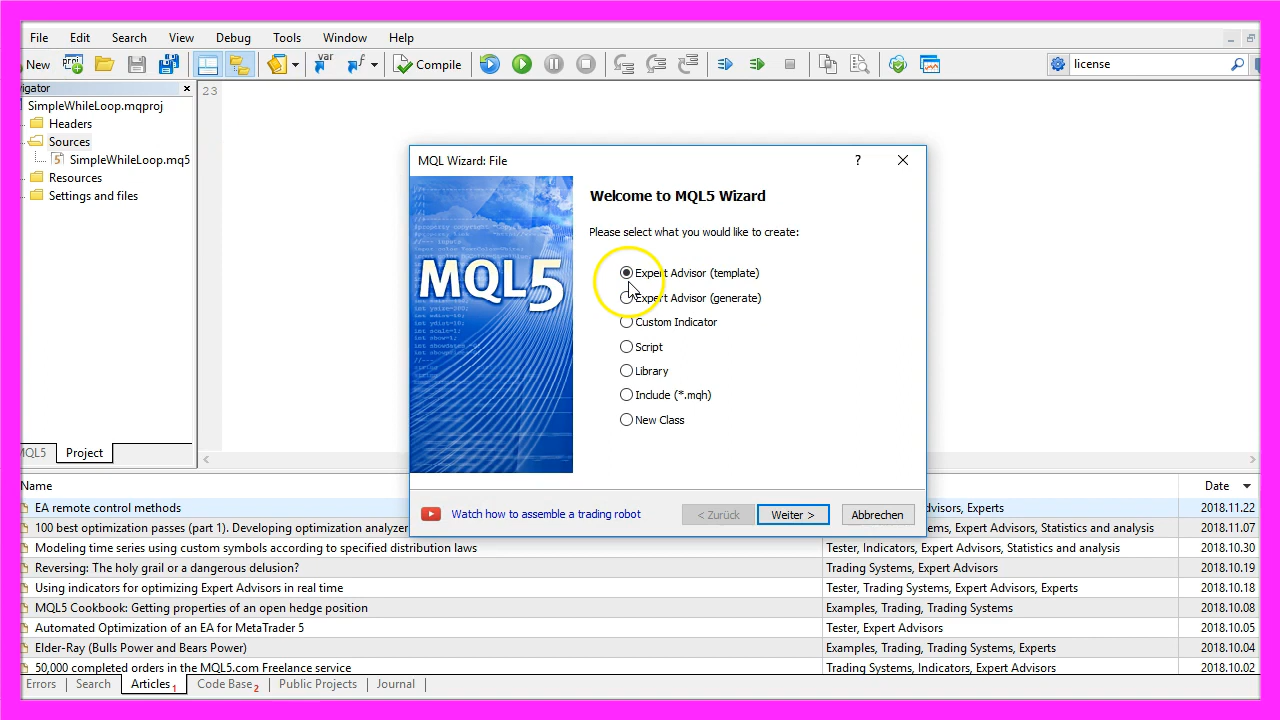 File Edit Search View Debug Tools Window Help
New var Compile license
vigator
SimpleWhileLoop.mqproj
Headers
Sources
SimpleWhileLoop.mq5
Resources
Settings and files
MQL5 Project
23
MQL Wizard: File ?
MQL5
Welcome to MQL5 Wizard
Please select what you would like to create:
Expert Advisor (template)
Expert Advisor (generate)
Custom Indicator
Script
Library
Include (*.mqh)
New Class
Watch how to assemble a trading robot < Zurück Weiter > Abbrechen
Name Date
EA remote control methods dvisors, Experts 2018.11.22
100 best optimization passes (part 1). Developing optimization analyzer ems, Expert Advisors, Statistics and analysis 2018.11.07
Modeling time series using custom symbols according to specified distribution laws Tester, Indicators, Expert Advisors, Statistics and analysis 2018.10.30
Reversing: The holy grail or a dangerous delusion? Trading Systems, Expert Advisors 2018.10.19
Using indicators for optimizing Expert Advisors in real time Tester, Trading Systems, Expert Advisors, Experts 2018.10.18
MQL5 Cookbook: Getting properties of an open hedge position Examples, Trading, Trading Systems 2018.10.08
Automated Optimization of an EA for MetaTrader 5 Tester, Expert Advisors 2018.10.05
Elder-Ray (Bulls Power and Bears Power) Examples, Trading, Trading Systems, Experts 2018.10.04
50,000 completed orders in the MQL5.com Freelance service Trading Systems, Indicators, Expert Advisors 2018.10.02
Errors Search Articles 1 Code Base 2 Public Projects Journal